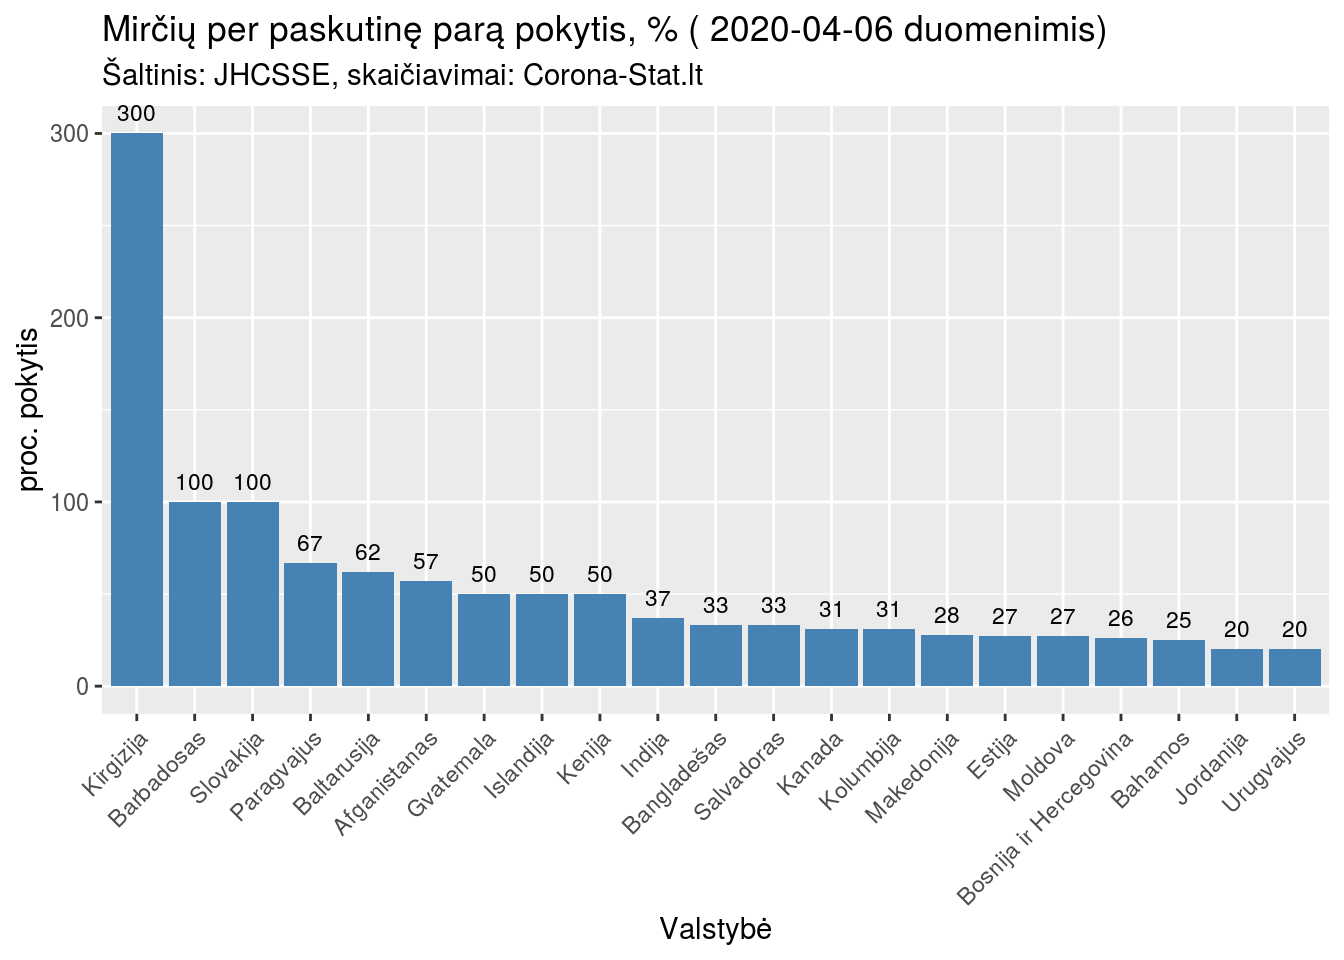 Mirčių per paskutinę parą pokytis, % ( 2020-04-06 duomenimis)
Šaltinis: JHCSSE, skaičiavimai: Corona-Stat.lt
proc. pokytis
300
200
100
0
300
100
100
67
62
57
50
50
50
37
33
33
31
31
28
27
27
26
25
20
20
Kirgizija
Barbadosas
Slovakija
Paragvajus
Baltarusija
Afganistanas
Gvatemala
Islandija
Kenija
Indija
Bangladešas
Salvadoras
Kanada
Kolumbija
Makedonija
Estija
Moldova
Bosnija ir Hercegovina
Bahamos
Jordanija
Urugvajus
Valstybė